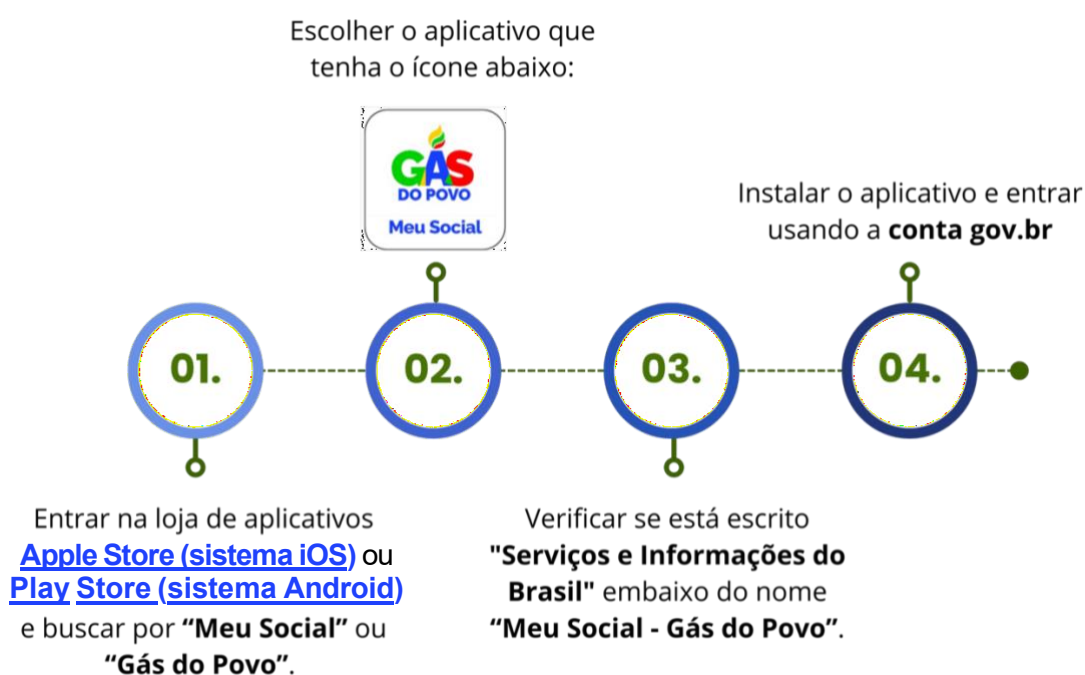 Escolher o aplicativo que
tenha o ícone abaixo:
GÁS
DO POVO
Meu Social
Instalar o aplicativo e entrar
usando a conta gov.br
01.
02.
03.
04.
Entrar na loja de aplicativos
Apple Store (sistema iOS) ou
Play Store (sistema Android)
e buscar por “Meu Social” ou
“Gás do Povo”.
Verificar se está escrito
"Serviços e Informações do
Brasil" embaixo do nome
“Meu Social - Gás do Povo”.